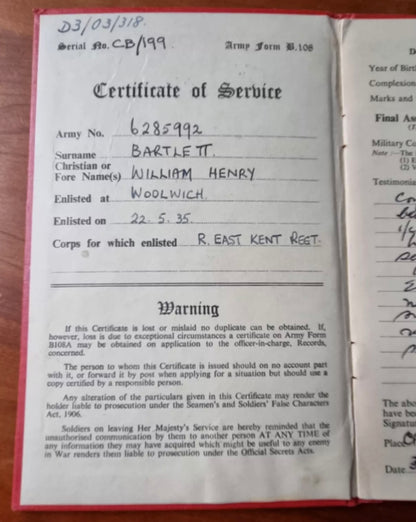 D3/03/318.
Serial No. CB/199. Army Form B.108
Certificate of Service
Army No. 6285992
Surname BARTLETT.
Christian or
Fore Name(s) WILLIAM HENRY
Enlisted at WOOLWICH
Enlisted on 22. 5. 35.
Corps for which enlisted R. EAST KENT REGT.
Warning
If this Certificate is lost or mislaid no duplicate can be obtained. If,
however, loss is due to exceptional circumstances a certificate on Army Form
B108A may be obtained on application to the officer-in-charge, Records,
concerned.
The person to whom this Certificate is issued should on no account part
with it, or forward it by post when applying for a situation but should use a
copy certified by a responsible person.
Any alteration of the particulars given in this Certificate may render the
holder liable to prosecution under the Seamen's and Soldiers' False Characters
Act, 1906.
Soldiers on leaving Her Majesty's Service are hereby reminded that the
unauthorised communication by them to another person AT ANY TIME of
any information they may have acquired which might be useful to any enemy
in War renders them liable to prosecution under the Official Secrets Acts.
Year of Birth
Complexion
Marks and
Final Ass
Military Co
Note :—The
(1) E
(2) V
Testimonia
The abo
have be
Signatu
Place
Date